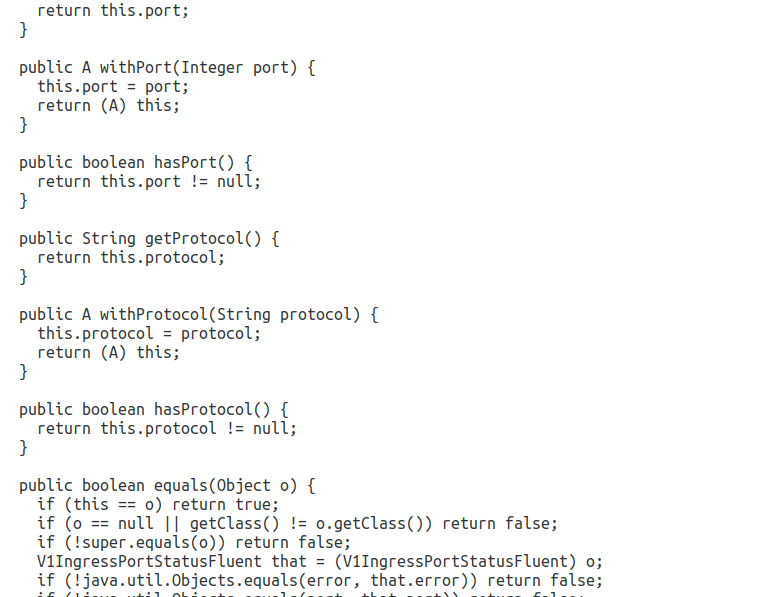 return this.port;
}
public A withPort(Integer port) {
this.port = port;
return (A) this;
}
public boolean hasPort() {
return this.port != null;
}
public String getProtocol() {
return this.protocol;
}
public A withProtocol(String protocol) {
this.protocol = protocol;
return (A) this;
}
public boolean hasProtocol() {
return this.protocol != null;
}
public boolean equals(Object o) {
if (this == o) return true;
if (o == null || getClass() != o.getClass()) return false;
if (!super.equals(o)) return false;
V1IngressPortStatusFluent that = (V1IngressPortStatusFluent) o;
if (!java.util.Objects.equals(error, that.error)) return false;